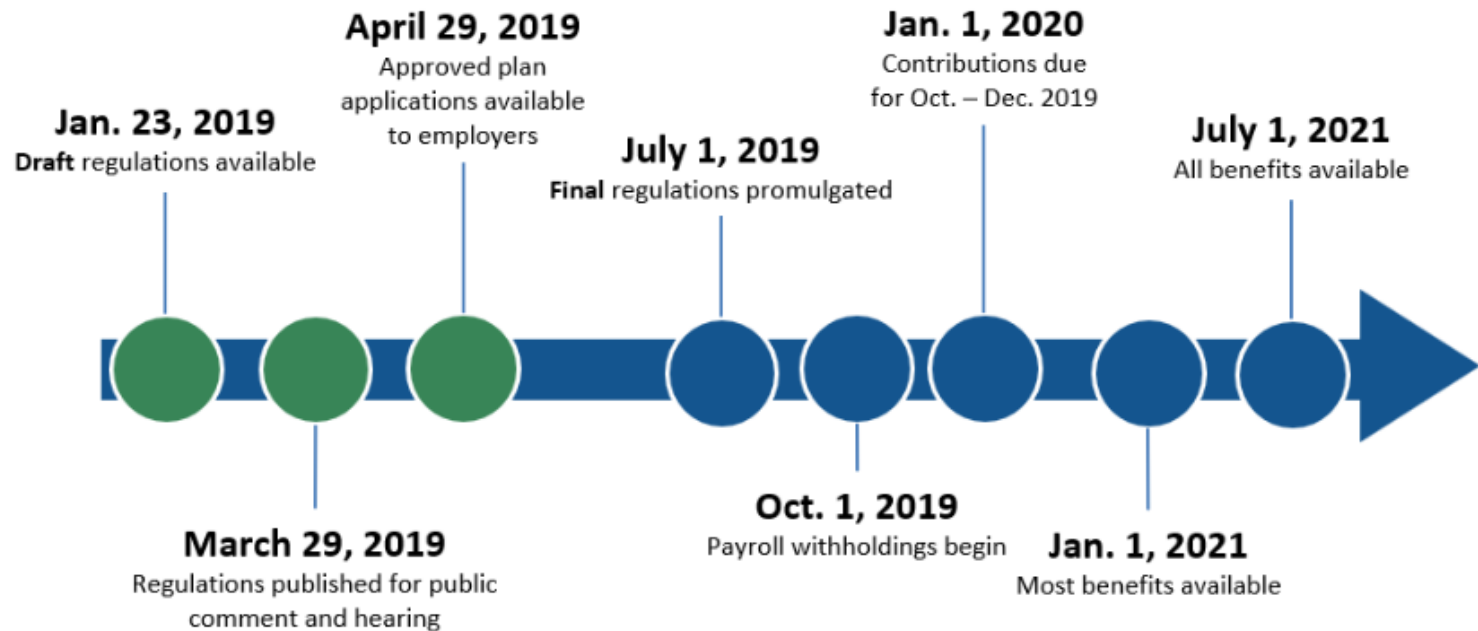 Jan. 23, 2019
Draft regulations available
March 29, 2019
Regulations published for public
comment and hearing
April 29, 2019
Approved plan
applications available
to employers
July 1, 2019
Final regulations promulgated
Oct. 1, 2019
Payroll withholdings begin
Jan. 1, 2020
Contributions due
for Oct. – Dec. 2019
Jan. 1, 2021
Most benefits available
July 1, 2021
All benefits available